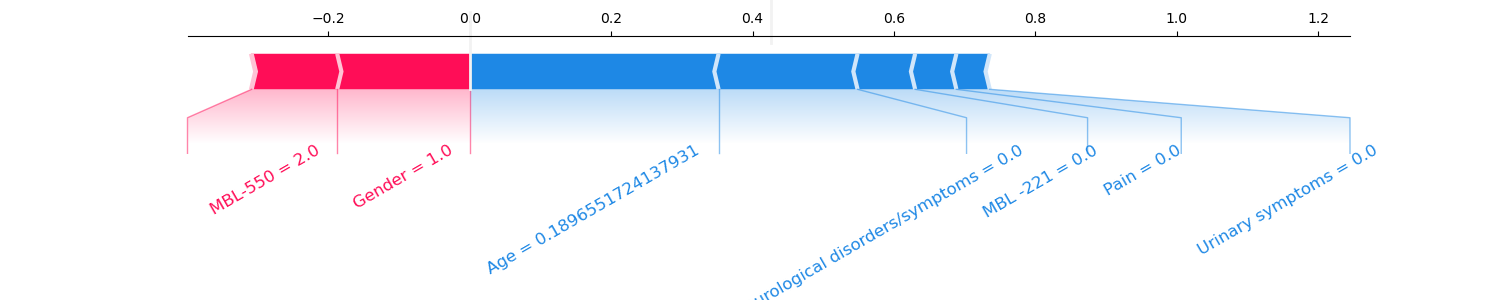 −0.2 0.0 0.2 0.4 0.6 0.8 1.0 1.2
MBL-550 = 2.0
Gender = 1.0
Age = 0.1896551724137931
disorders/symptoms = 0.0
MBL -221 = 0.0
Pain = 0.0
Urinary symptoms = 0.0